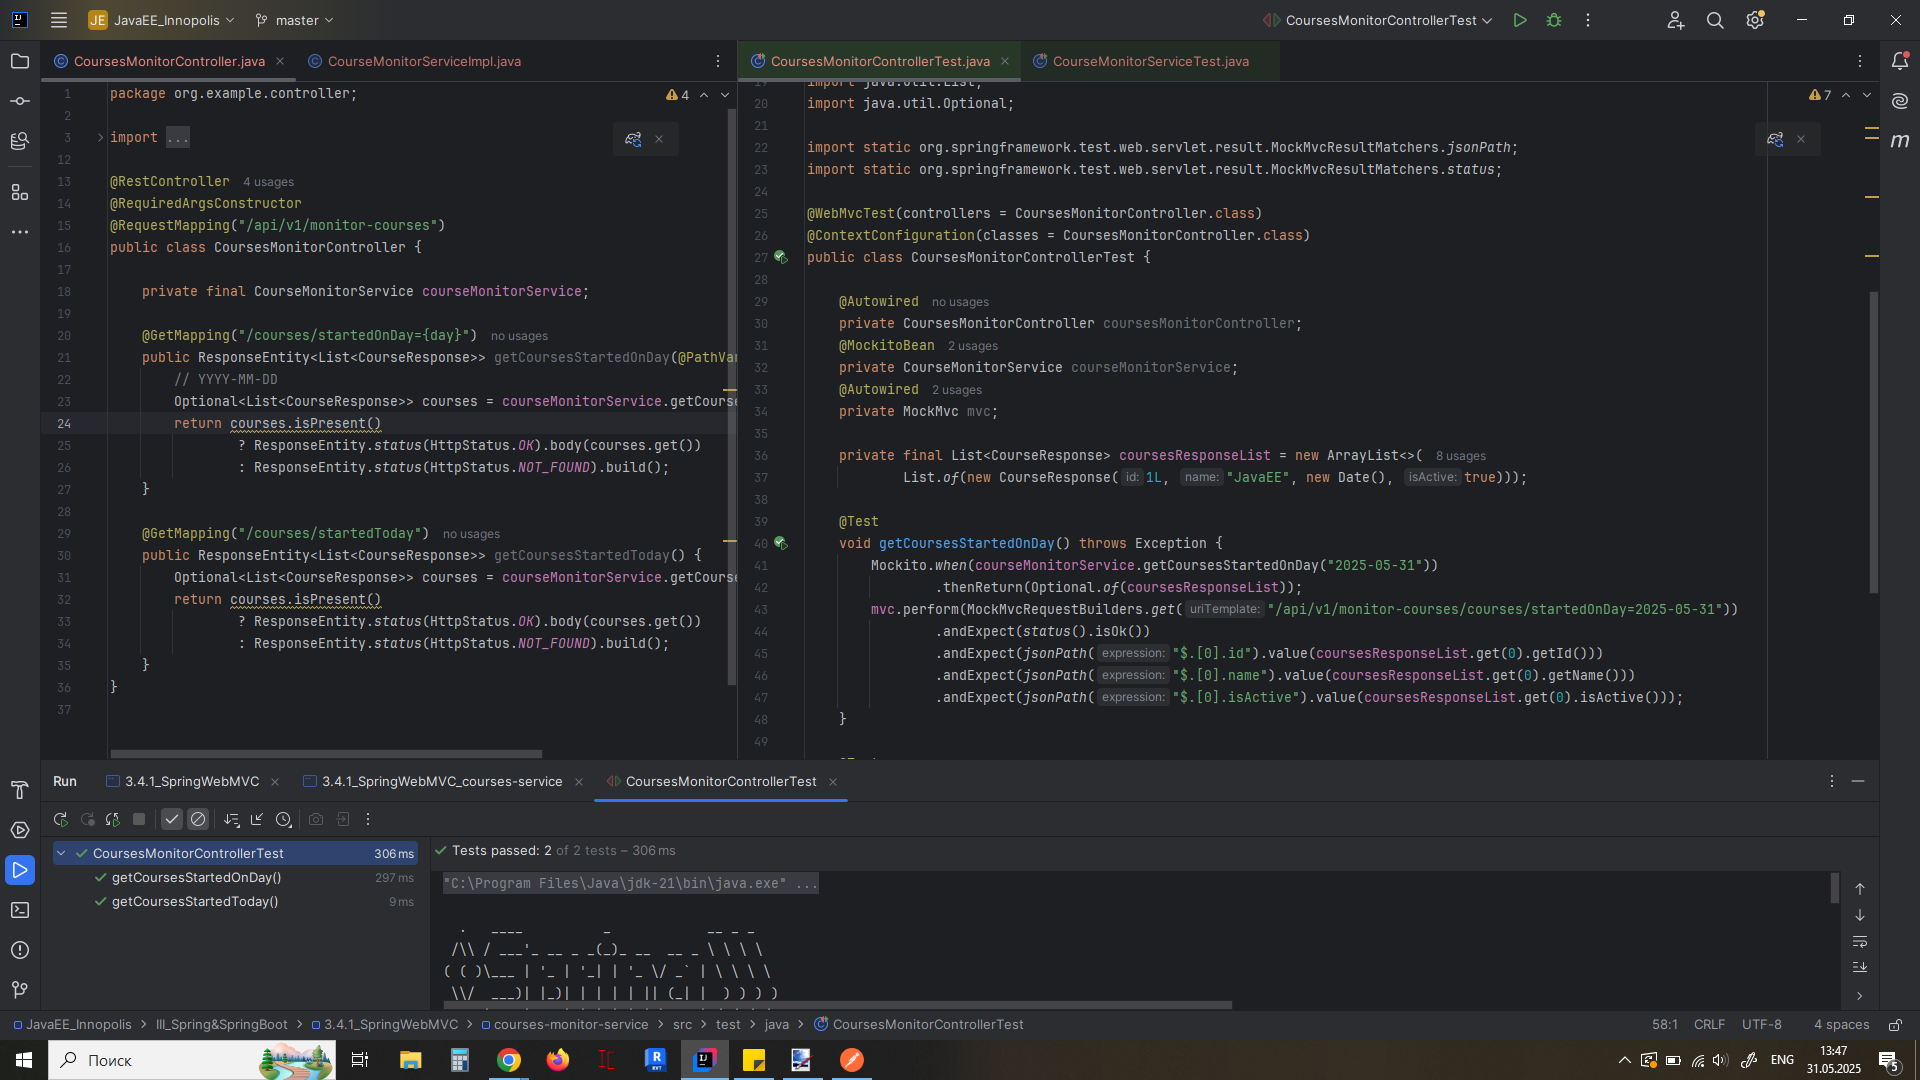 JE JavaEE_Innopolis master CoursesMonitorControllerTest
CoursesMonitorController.java CourseMonitorServiceImpl.java
1 package org.example.controller;
4
2
3 import ...
12
13 @RestController 4 usages
14 @RequiredArgsConstructor
15 @RequestMapping("/api/v1/monitor-courses")
16 public class CoursesMonitorController {
17
18 private final CourseMonitorService courseMonitorService;
19
20 @GetMapping("/courses/startedOnDay={day}") no usages
21 public ResponseEntity<List<CourseResponse>> getCoursesStartedOnDay(@PathVar
22 // YYYY-MM-DD
23 Optional<List<CourseResponse>> courses = courseMonitorService.getCourse
24 return courses.isPresent()
25 ? ResponseEntity.status(HttpStatus.OK).body(courses.get())
26 : ResponseEntity.status(HttpStatus.NOT_FOUND).build();
27 }
28
29 @GetMapping("/courses/startedToday") no usages
30 public ResponseEntity<List<CourseResponse>> getCoursesStartedToday() {
31 Optional<List<CourseResponse>> courses = courseMonitorService.getCourse
32 return courses.isPresent()
33 ? ResponseEntity.status(HttpStatus.OK).body(courses.get())
34 : ResponseEntity.status(HttpStatus.NOT_FOUND).build();
35 }
36 }
37
CoursesMonitorControllerTest.java CourseMonitorServiceTest.java
19 import java.util.List;
7
20 import java.util.Optional;
21
22 import static org.springframework.test.web.servlet.result.MockMvcResultMatchers.jsonPath;
23 import static org.springframework.test.web.servlet.result.MockMvcResultMatchers.status;
24
25 @WebMvcTest(controllers = CoursesMonitorController.class)
26 @ContextConfiguration(classes = CoursesMonitorController.class)
27 public class CoursesMonitorControllerTest {
28
29 @Autowired no usages
30 private CoursesMonitorController coursesMonitorController;
31 @MockitoBean 2 usages
32 private CourseMonitorService courseMonitorService;
33 @Autowired 2 usages
34 private MockMvc mvc;
35
36 private final List<CourseResponse> coursesResponseList = new ArrayList<>( 8 usages
37 List.of(new CourseResponse( id: 1L, name: "JavaEE", new Date(), isActive: true)));
38
39 @Test
40 void getCoursesStartedOnDay() throws Exception {
41 Mockito.when(courseMonitorService.getCoursesStartedOnDay("2025-05-31"))
42 .thenReturn(Optional.of(coursesResponseList));
43 mvc.perform(MockMvcRequestBuilders.get( uriTemplate: "/api/v1/monitor-courses/courses/startedOnDay=2025-05-31"))
44 .andExpect(status().isOk())
45 .andExpect(jsonPath( expression: "$.[0].id").value(coursesResponseList.get(0).getId()))
46 .andExpect(jsonPath( expression: "$.[0].name").value(coursesResponseList.get(0).getName()))
47 .andExpect(jsonPath( expression: "$.[0].isActive").value(coursesResponseList.get(0).isActive()));
48 }
49
Run 3.4.1_SpringWebMVC 3.4.1_SpringWebMVC_courses-service CoursesMonitorControllerTest
CoursesMonitorControllerTest 306 ms
getCoursesStartedOnDay() 297 ms
getCoursesStartedToday() 9 ms
Tests passed: 2 of 2 tests – 306 ms
"C:\Program Files\Java\jdk-21\bin\java.exe" ...
JavaEE_Innopolis > III_Spring&SpringBoot > 3.4.1_SpringWebMVC > courses-monitor-service > src > test > java > CoursesMonitorControllerTest 58:1 CRLF UTF-8 4 spaces
Поиск
ENG
13:47
31.05.2025
5